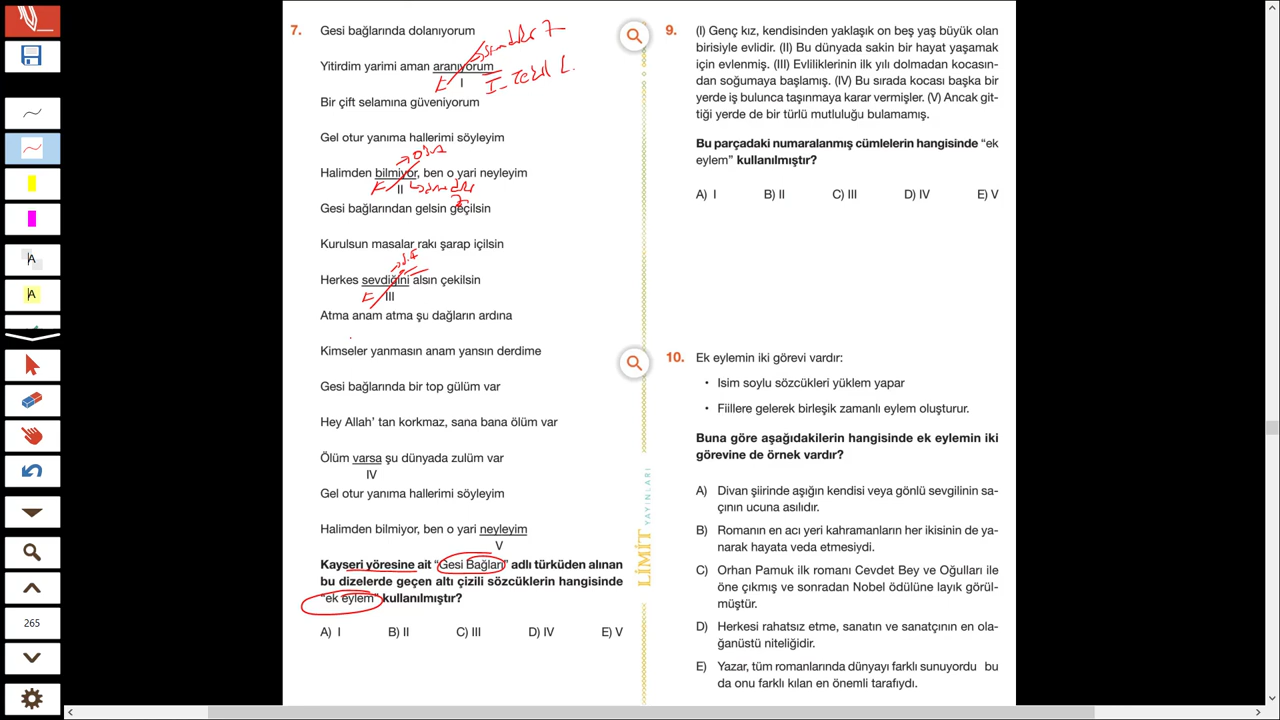 7.
Gesi bağlarında dolanıyorum
Yitirdim yarimi aman aranıyorum
I
Bir çift selamına güveniyorum
Gel otur yanıma hallerimi söyleyim
Halimden bilmiyor, ben o yari neyleyim
II
Gesi bağlarından gelsin geçilsin
Kurulsun masalar rakı şarap içilsin
Herkes sevdiğini alsın çekilsin
III
Atma anam atma şu dağların ardına
Kimseler yanmasın anam yansın derdime
Gesi bağlarında bir top gülüm var
Hey Allah' tan korkmaz, sana bana ölüm var
Ölüm varsa şu dünyada zulüm var
IV
Gel otur yanıma hallerimi söyleyim
Halimden bilmiyor, ben o yari neyleyim
V
Kayseri yöresine ait "Gesi Bağları" adlı türküden alınan
bu dizelerde geçen altı çizili sözcüklerin hangisinde
"ek eylem" kullanılmıştır?
A) I B) II C) III D) IV E) V
LİMİT YAYINLARI
9.
(I) Genç kız, kendisinden yaklaşık on beş yaş büyük olan
birisiyle evlidir. (II) Bu dünyada sakin bir hayat yaşamak
için evlenmiş. (III) Evliliklerinin ilk yılı dolmadan kocasın-
dan soğumaya başlamış. (IV) Bu sırada kocası başka bir
yerde iş bulunca taşınmaya karar vermişler. (V) Ancak git-
tiği yerde de bir türlü mutluluğu bulamamış.
Bu parçadaki numaralanmış cümlelerin hangisinde "ek
eylem" kullanılmıştır?
A) I B) II C) III D) IV E) V
10.
Ek eylemin iki görevi vardır:
• Isim soylu sözcükleri yüklem yapar
• Fiillere gelerek birleşik zamanlı eylem oluşturur.
Buna göre aşağıdakilerin hangisinde ek eylemin iki
görevine de örnek vardır?
A) Divan şiirinde aşığın kendisi veya gönlü sevgilinin sa-
çının ucuna asılıdır.
B) Romanın en acı yeri kahramanların her ikisinin de ya-
narak hayata veda etmesiydi.
C) Orhan Pamuk ilk romanı Cevdet Bey ve Oğulları ile
öne çıkmış ve sonradan Nobel ödülüne layık görül-
müştür.
D) Herkesi rahatsız etme, sanatın ve sanatçının en ola-
ğanüstü niteliğidir.
E) Yazar, tüm romanlarında dünyayı farklı sunuyordu bu
da onu farklı kılan en önemli tarafıydı.
A
A
265